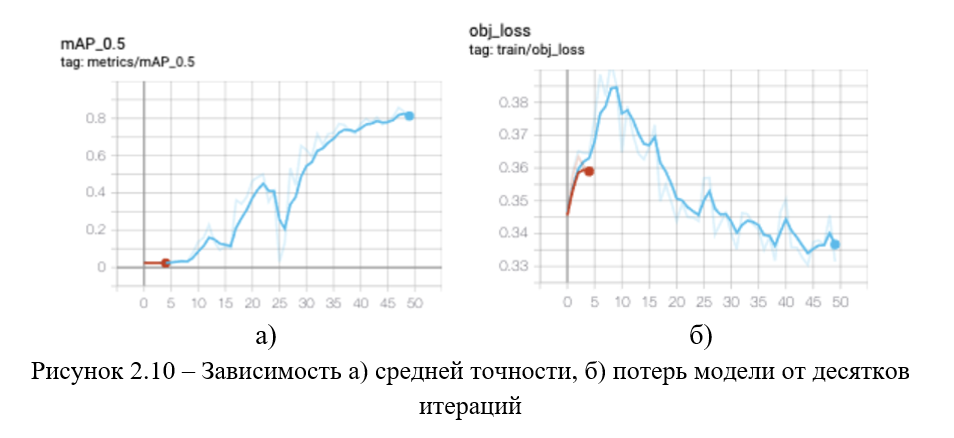 mAP_0.5
tag: metrics/mAP_0.5
0.8
0.6
0.4
0.2
0
0 5 10 15 20 25 30 35 40 45 50
obj_loss
tag: train/obj_loss
0.38
0.37
0.36
0.35
0.34
0.33
0 5 10 15 20 25 30 35 40 45 50
а) б)
Рисунок 2.10 – Зависимость а) средней точности, б) потерь модели от десятков
итераций